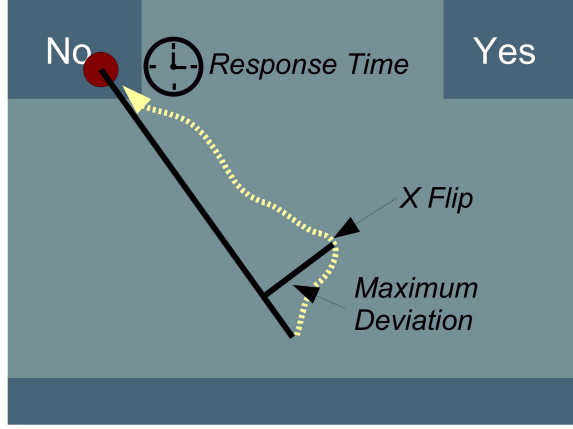 No
Yes
Response Time
X Flip
Maximum
Deviation